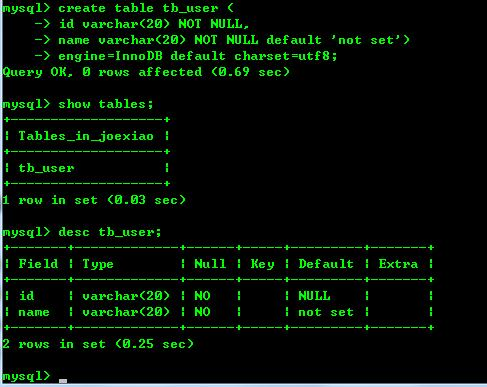 mysql> create table tb_user (
    -> id varchar(20) NOT NULL,
    -> name varchar(20) NOT NULL default 'not set')
    -> engine=InnoDB default charset=utf8;
Query OK, 0 rows affected (0.69 sec)

mysql> show tables;
+-------------------+
| Tables_in_joexiao |
+-------------------+
| tb_user           |
+-------------------+
1 row in set (0.03 sec)

mysql> desc tb_user;
+-------+-------------+------+-----+---------+-------+
| Field | Type        | Null | Key | Default | Extra |
+-------+-------------+------+-----+---------+-------+
| id    | varchar(20) | NO   |     | NULL    |       |
| name  | varchar(20) | NO   |     | not set |       |
+-------+-------------+------+-----+---------+-------+
2 rows in set (0.25 sec)

mysql> _